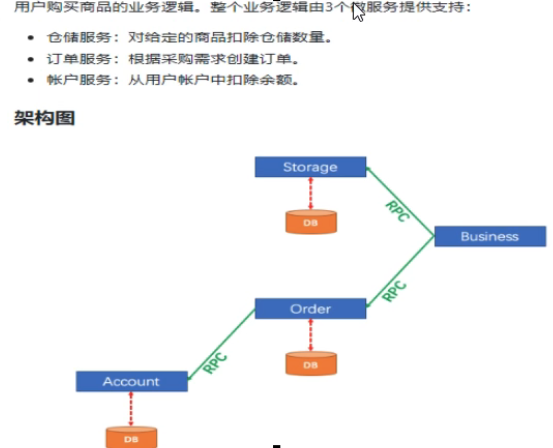 用户购买商品的业务逻辑。整个业务逻辑由3个微服务提供支持：
仓储服务：对给定的商品扣除仓储数量。
订单服务：根据采购需求创建订单。
帐户服务：从用户帐户中扣除余额。
架构图
Storage
DB
RPC
Business
RPC
Order
DB
RPC
Account
DB